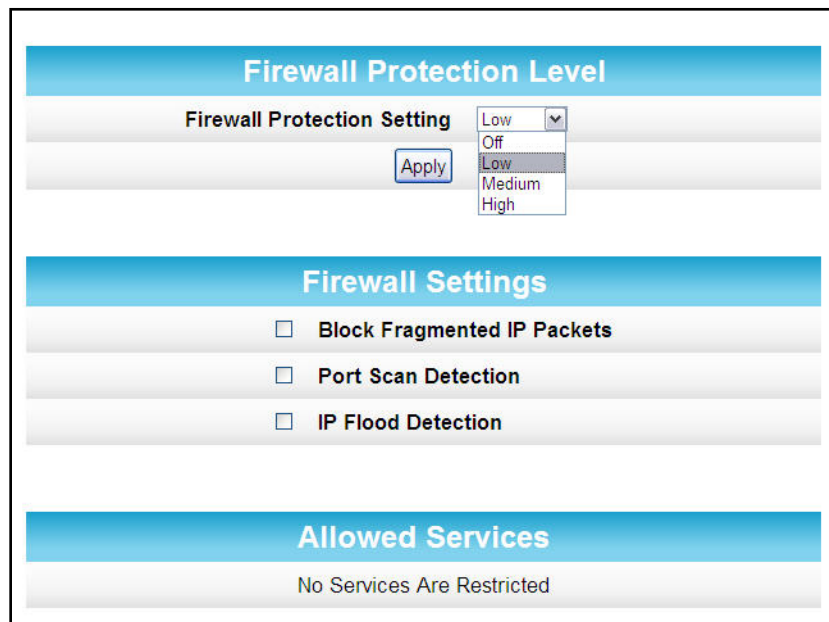 Firewall Protection Level
Firewall Protection Setting Low
Off
Apply Low
Medium
High
Firewall Settings
Block Fragmented IP Packets
Port Scan Detection
IP Flood Detection
Allowed Services
No Services Are Restricted